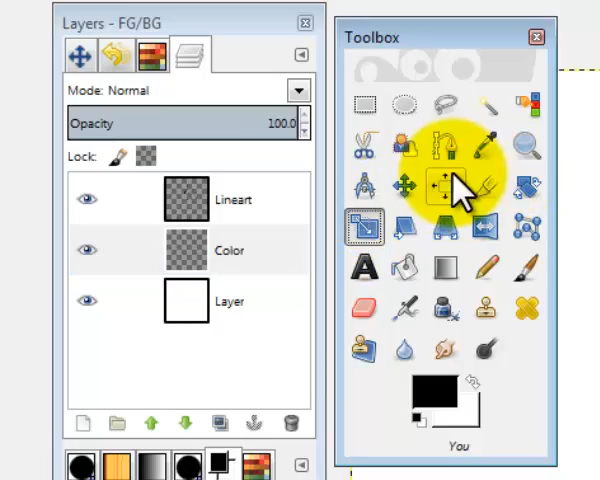 Layers - FG/BG
Mode: Normal
Opacity 100.0
Lock:
Lineart
Color
Layer
Toolbox
You